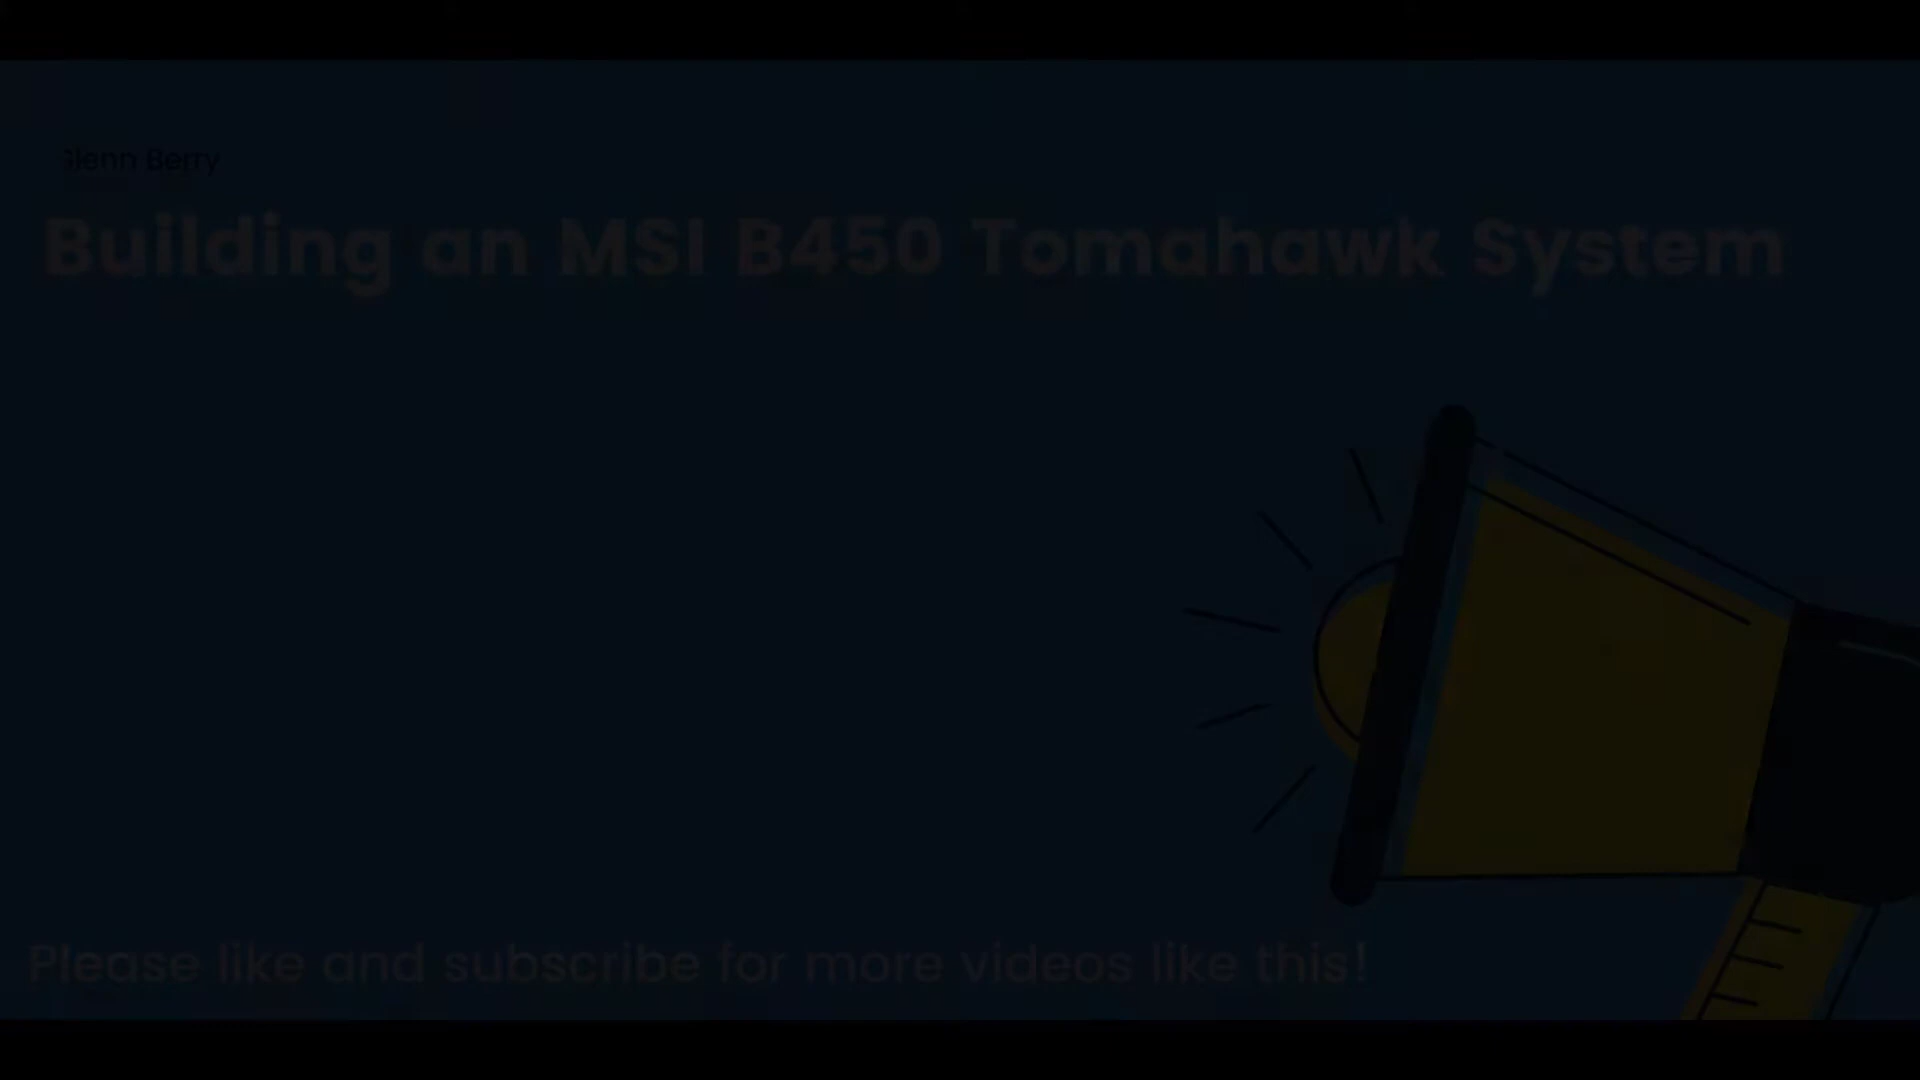 Glenn Berry
Building an MSI B450 Tomahawk System
Please like and subscribe for more videos like this!